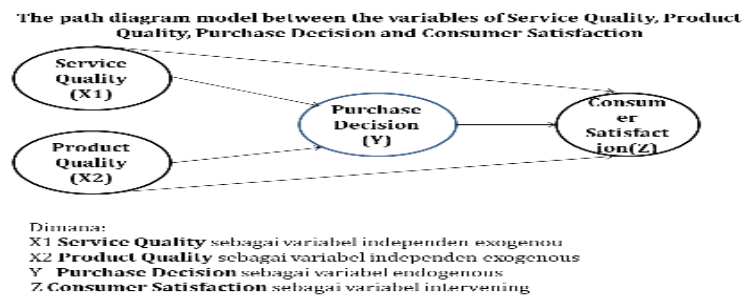 The path diagram model between the variables of Service Quality, Product
Quality, Purchase Decision and Consumer Satisfaction
Service
Quality
(X1)
Purchase
Decision
(Y)
Consum
er
Satisfact
ion(Z)
Product
Quality
(X2)
Dimana:
X1 Service Quality sebagai variabel independen exogenou
X2 Product Quality sebagai variabel independen exogenous
Y Purchase Decision sebagai variabel endogenous
Z Consumer Satisfaction sebagai variabel intervening